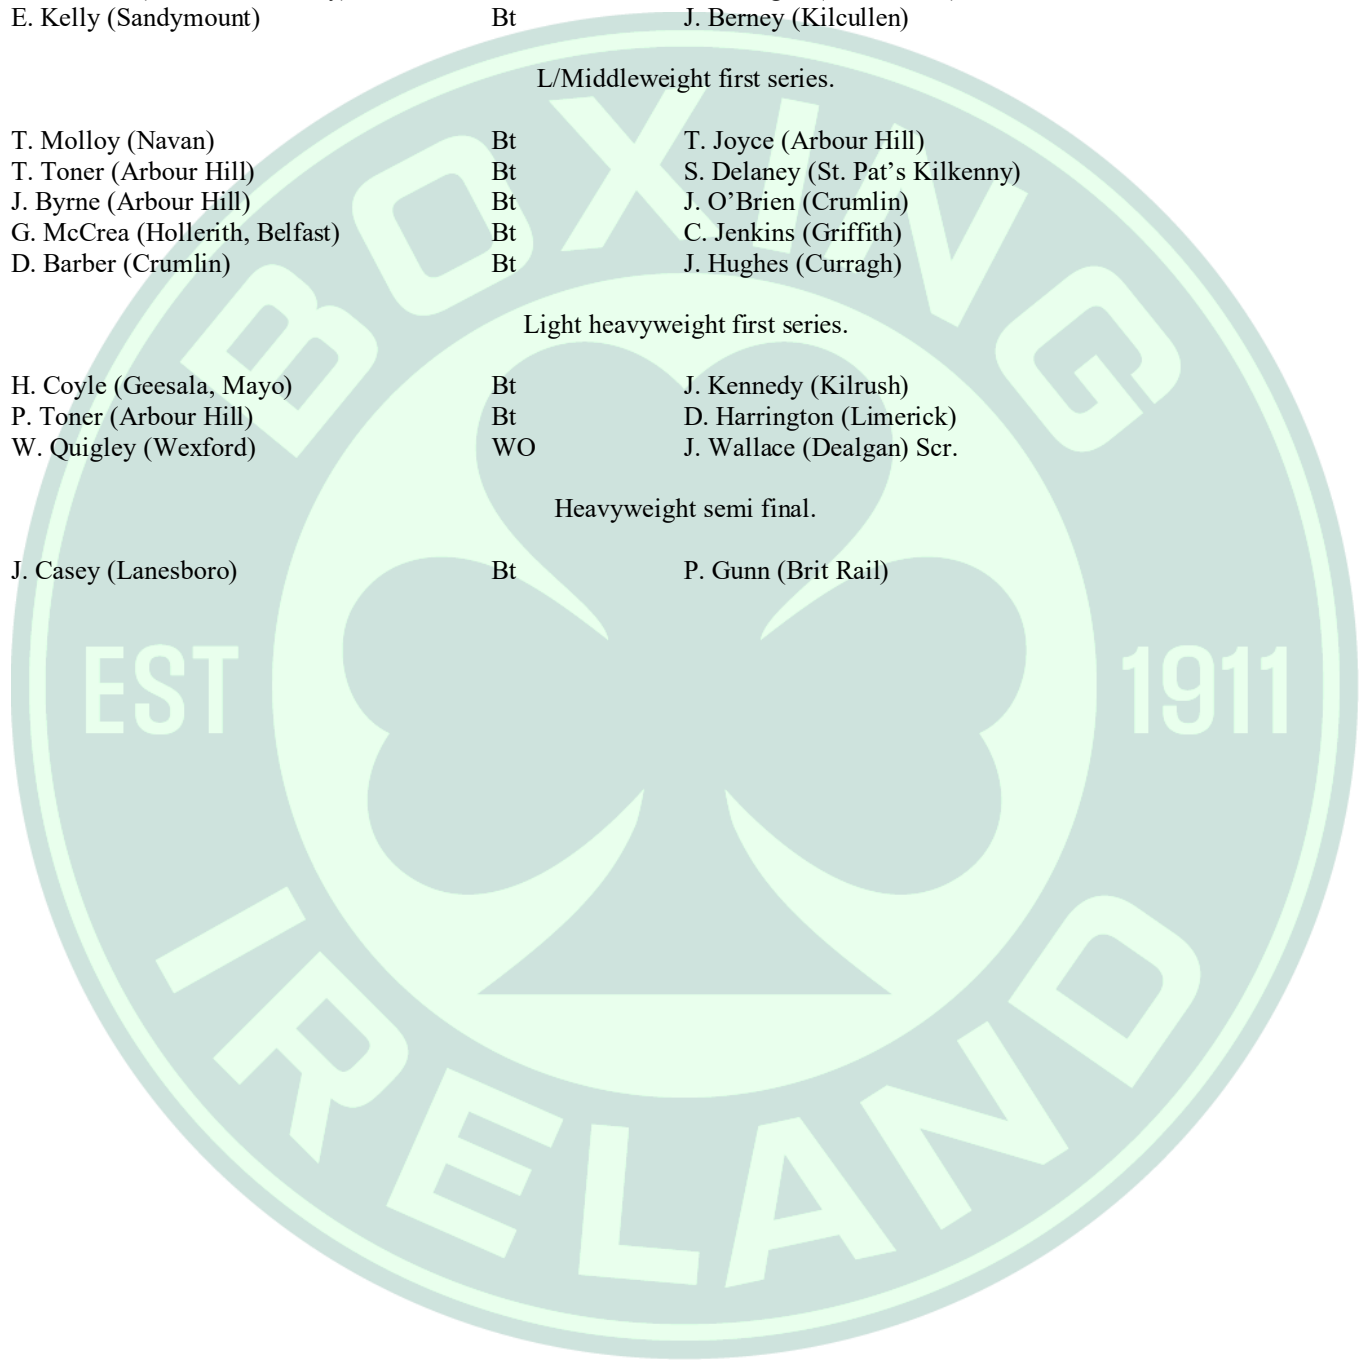 E. Kelly (Sandymount) Bt J. Berney (Kilcullen)
L/Middleweight first series.
T. Molloy (Navan) Bt T. Joyce (Arbour Hill)
T. Toner (Arbour Hill) Bt S. Delaney (St. Pat’s Kilkenny)
J. Byrne (Arbour Hill) Bt J. O’Brien (Crumlin)
G. McCrea (Hollerith, Belfast) Bt C. Jenkins (Griffith)
D. Barber (Crumlin) Bt J. Hughes (Curragh)
Light heavyweight first series.
H. Coyle (Geesala, Mayo) Bt J. Kennedy (Kilrush)
P. Toner (Arbour Hill) Bt D. Harrington (Limerick)
W. Quigley (Wexford) WO J. Wallace (Dealgan) Scr.
Heavyweight semi final.
J. Casey (Lanesboro) Bt P. Gunn (Brit Rail)
BOXING
EST 1911
IRELAND